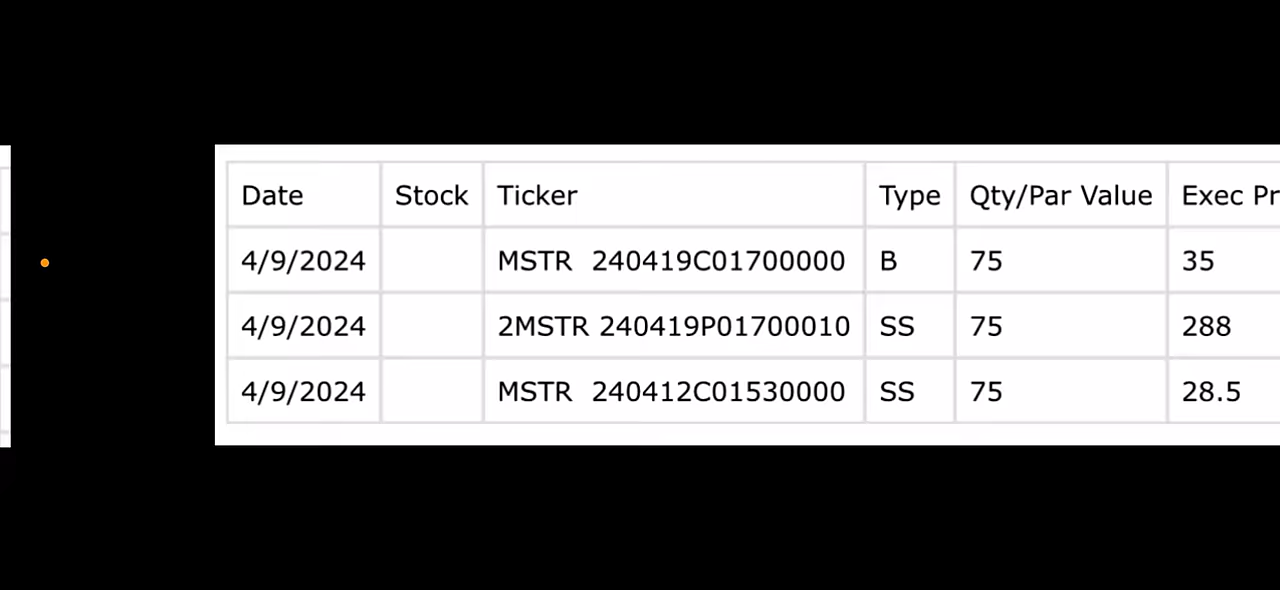 Date Stock Ticker Type Qty/Par Value Exec Pr
4/9/2024 MSTR 240419C01700000 B 75 35
4/9/2024 2MSTR 240419P01700010 SS 75 288
4/9/2024 MSTR 240412C01530000 SS 75 28.5